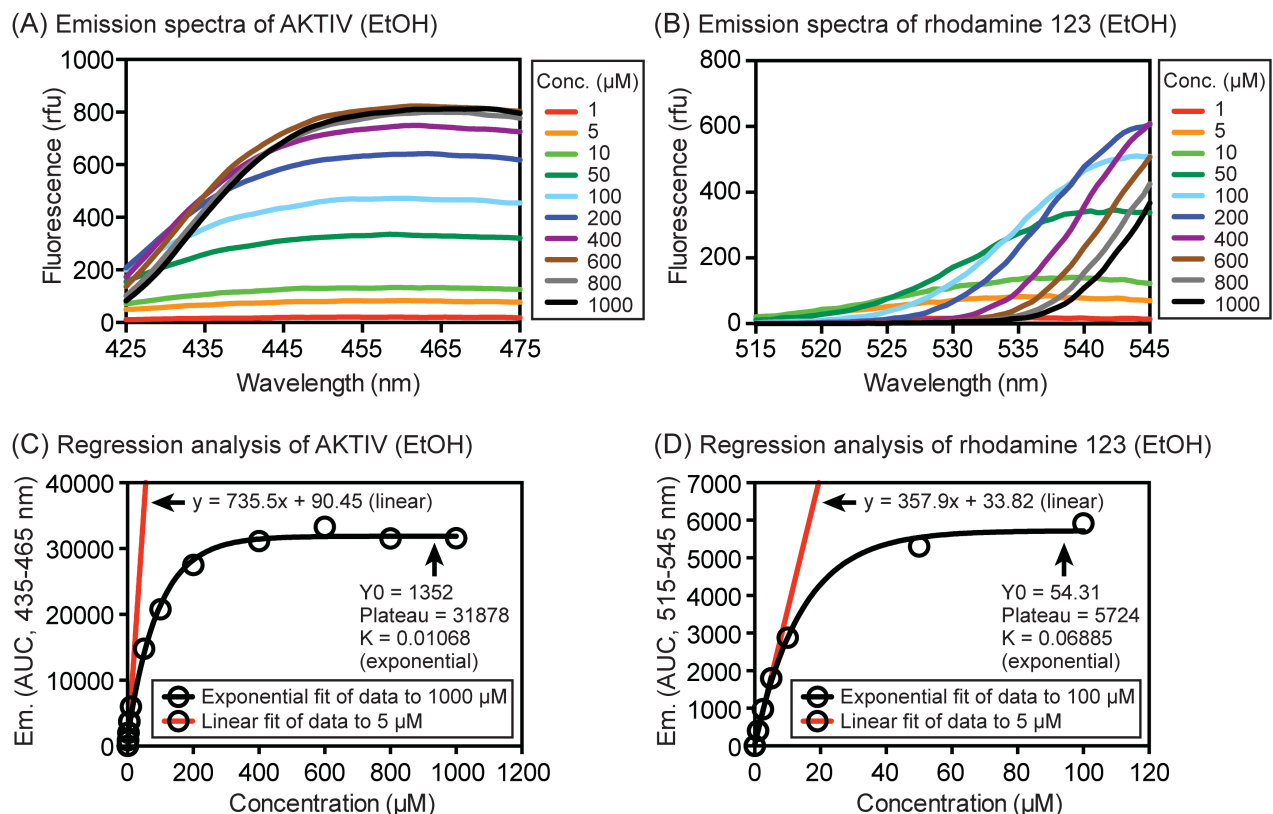 (A) Emission spectra of AKTIV (EtOH)
Fluorescence (rfu)
1000
800
600
400
200
0
425 435 445 455 465 475
Wavelength (nm)
Conc. (µM)
1
5
10
50
100
200
400
600
800
1000
(B) Emission spectra of rhodamine 123 (EtOH)
Fluorescence (rfu)
800
600
400
200
0
515 520 525 530 535 540 545
Wavelength (nm)
Conc. (µM)
1
5
10
50
100
200
400
600
800
1000
(C) Regression analysis of AKTIV (EtOH)
Em. (AUC, 435-465 nm)
40000
30000
20000
10000
0
y = 735.5x + 90.45 (linear)
Y0 = 1352
Plateau = 31878
K = 0.01068
(exponential)
Exponential fit of data to 1000 µM
Linear fit of data to 5 µM
0 200 400 600 800 1000 1200
Concentration (µM)
(D) Regression analysis of rhodamine 123 (EtOH)
Em. (AUC, 515-545 nm)
7000
6000
5000
4000
3000
2000
1000
0
y = 357.9x + 33.82 (linear)
Y0 = 54.31
Plateau = 5724
K = 0.06885
(exponential)
Exponential fit of data to 100 µM
Linear fit of data to 5 µM
0 20 40 60 80 100 120
Concentration (µM)